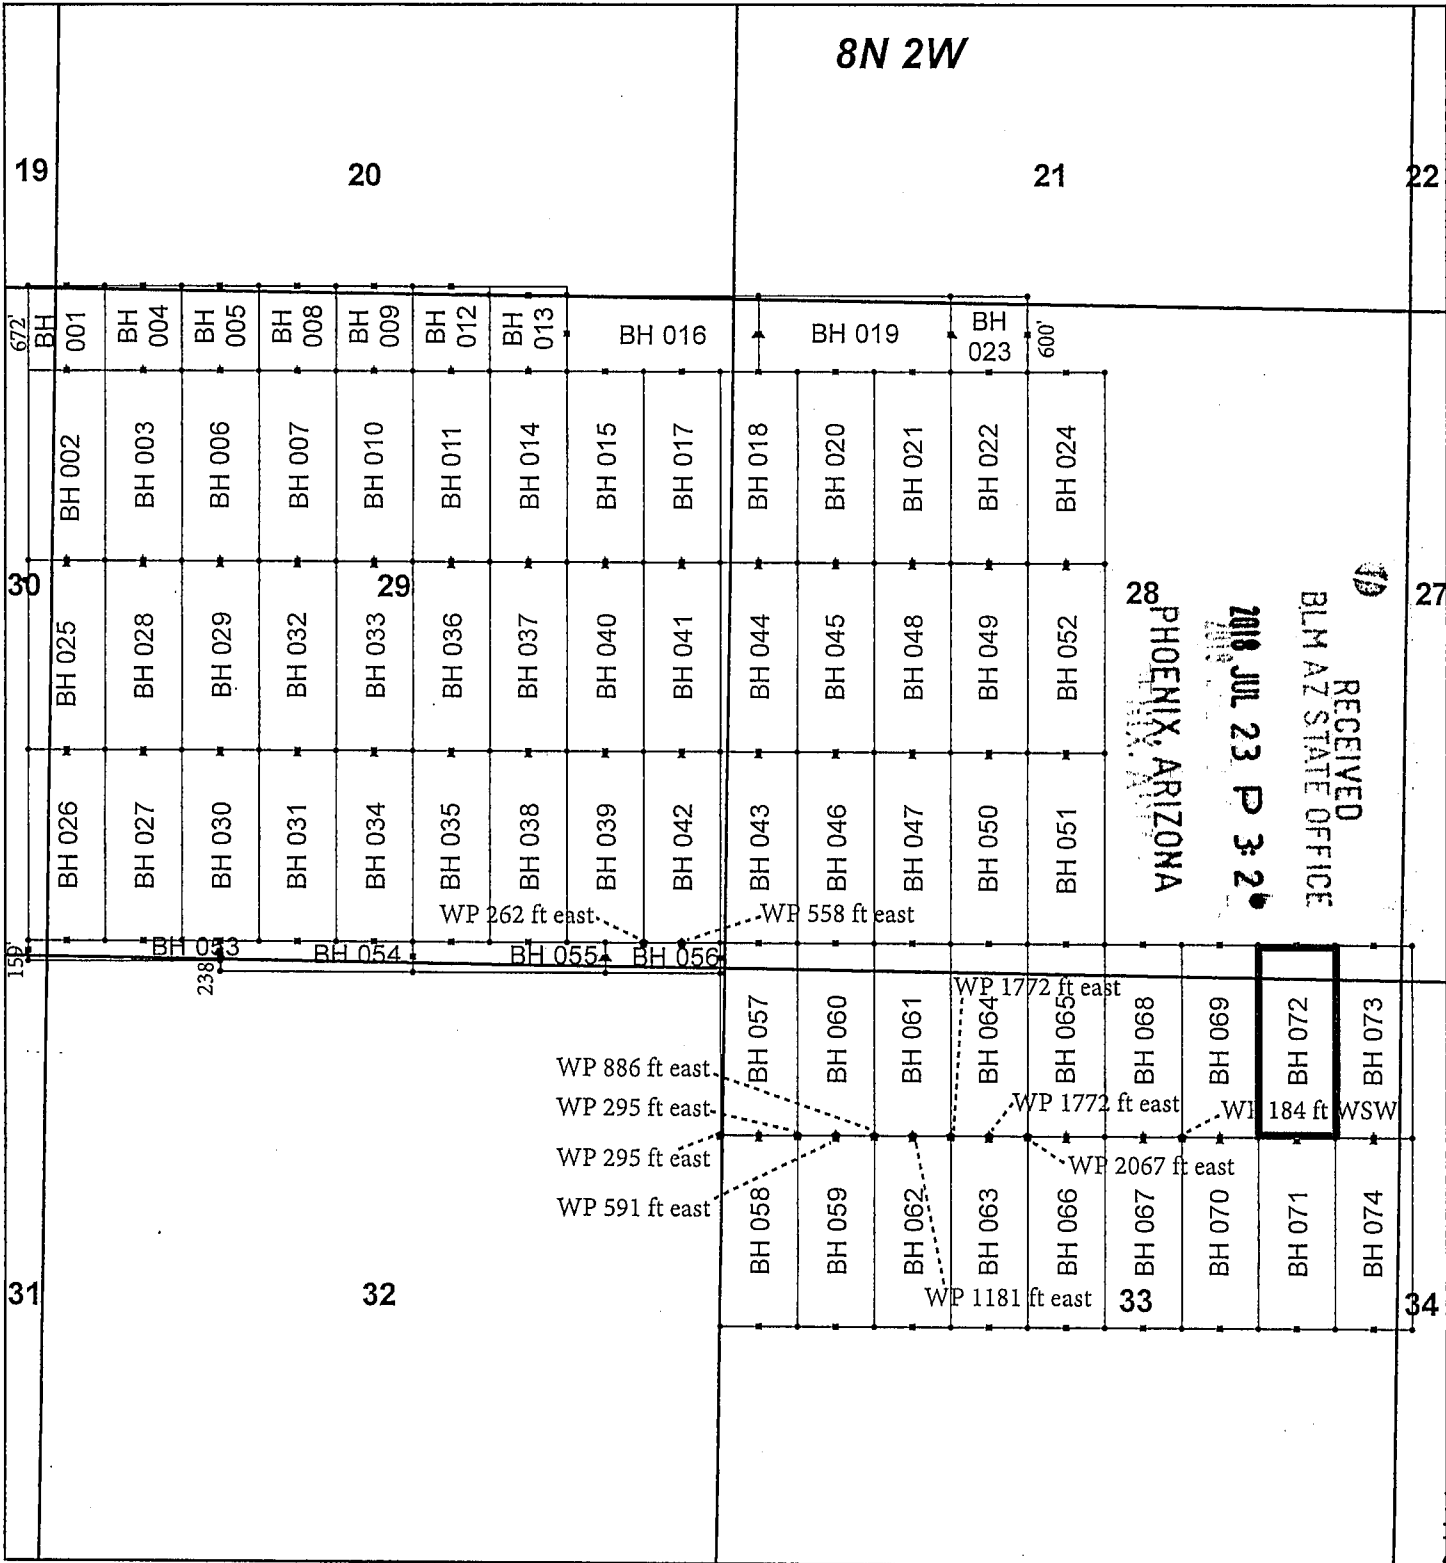 8N 2W
19
20
21
22
672'
BH 001
BH 004
BH 005
BH 008
BH 009
BH 012
BH 013
BH 016
BH 019
BH 023
600'
BH 002
BH 003
BH 006
BH 007
BH 010
BH 011
BH 014
BH 015
BH 017
BH 018
BH 020
BH 021
BH 022
BH 024
30
29
28
27
BH 025
BH 028
BH 029
BH 032
BH 033
BH 036
BH 037
BH 040
BH 041
BH 044
BH 045
BH 048
BH 049
BH 052
RECEIVED
BLM AZ STATE OFFICE
2018 JUL 23 P 3:26
PHOENIX, ARIZONA
BH 026
BH 027
BH 030
BH 031
BH 034
BH 035
BH 038
BH 039
BH 042
BH 043
BH 046
BH 047
BH 050
BH 051
WP 262 ft east
WP 558 ft east
159'
BH 053
238'
BH 054
BH 055
BH 056
BH 057
BH 060
BH 061
BH 064
BH 065
BH 068
BH 069
BH 072
BH 073
WP 1772 ft east
WP 886 ft east
WP 295 ft east
WP 295 ft east
WP 591 ft east
WP 1772 ft east
WP 184 ft WSW
WP 2067 ft east
BH 058
BH 059
BH 062
BH 063
BH 066
BH 067
BH 070
BH 071
BH 074
WP 1181 ft east
31
32
33
34